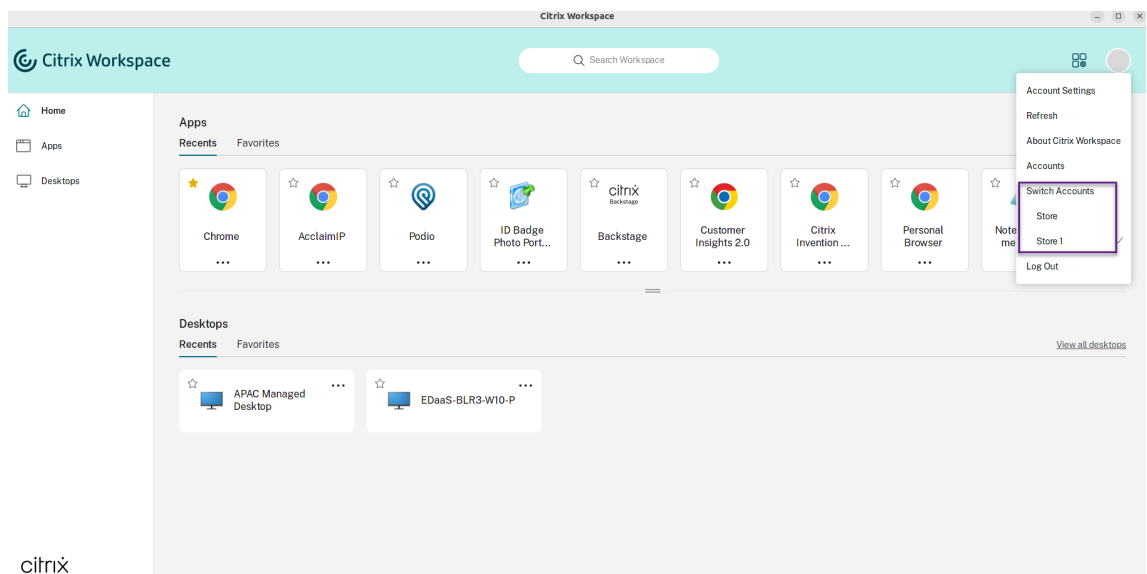 Citrix Workspace
Citrix Workspace
Search Workspace
Account Settings
Refresh
About Citrix Workspace
Accounts
Switch Accounts
Store
Store 1
Log Out
Home
Apps
Desktops
Apps
Recents Favorites
Chrome
AcclaimIP
Podio
ID Badge
Photo Port...
citrix
Backstage
Backstage
Customer
Insights 2.0
Citrix
Invention ...
Personal
Browser
Note
me
Desktops
Recents Favorites
View all desktops
APAC Managed
Desktop
EDaaS-BLR3-W10-P
citrix